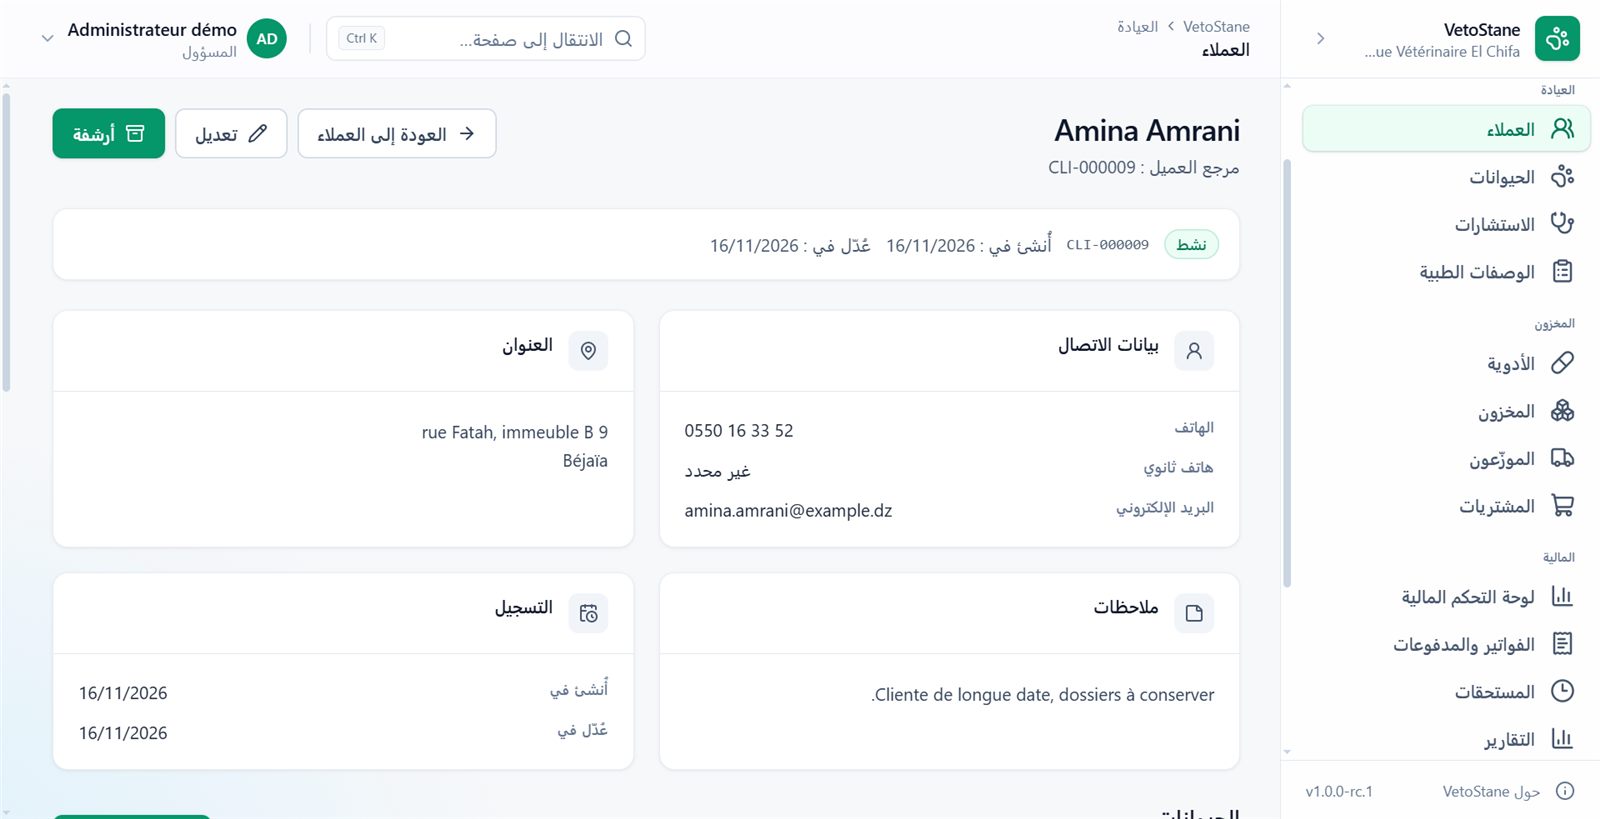 VetoStane
...ue Vétérinaire El Chifa
العيادة
العملاء
الحيوانات
الاستشارات
الوصفات الطبية
المخزون
الأدوية
المخزون
الموزّعون
المشتريات
المالية
لوحة التحكم المالية
الفواتير والمدفوعات
المستحقات
التقارير
حول VetoStane
v1.0.0-rc.1
VetoStane › العيادة
العملاء
الانتقال إلى صفحة...
Ctrl K
AD
Administrateur démo
المسؤول
Amina Amrani
مرجع العميل : CLI-000009
العودة إلى العملاء
تعديل
أرشفة
نشط CLI-000009 أُنشئ في : 16/11/2026 عُدّل في : 16/11/2026
بيانات الاتصال
الهاتف 0550 16 33 52
هاتف ثانوي غير محدد
البريد الإلكتروني amina.amrani@example.dz
العنوان
rue Fatah, immeuble B 9
Béjaïa
ملاحظات
.Cliente de longue date, dossiers à conserver
التسجيل
أُنشئ في 16/11/2026
عُدّل في 16/11/2026
الحيوانات